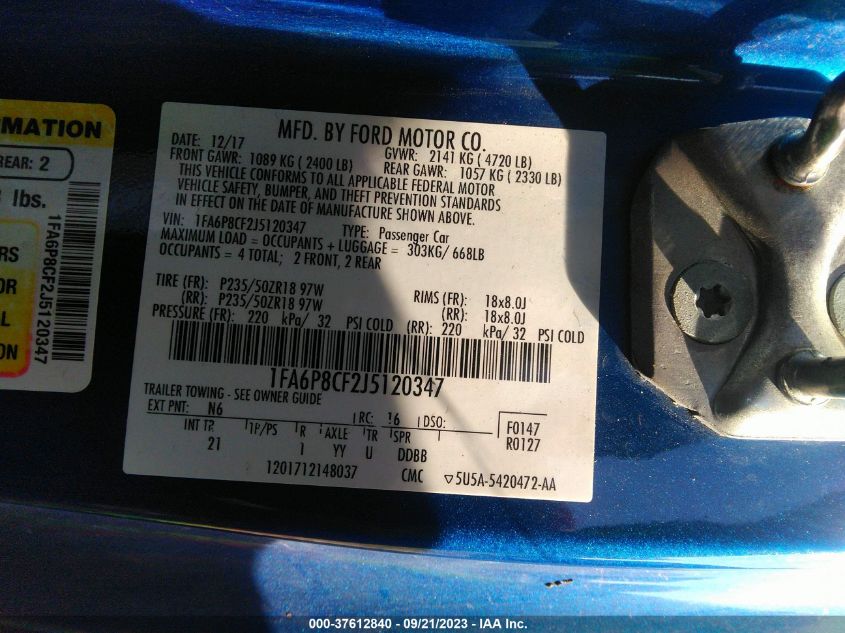 MATION
REAR: 2
lbs.
1FA6P8CF2J5120347
RS
OR
L
ON
MFD. BY FORD MOTOR CO.
DATE: 12/17 GVWR: 2141 KG ( 4720 LB)
FRONT GAWR: 1089 KG ( 2400 LB) REAR GAWR: 1057 KG ( 2330 LB)
THIS VEHICLE CONFORMS TO ALL APPLICABLE FEDERAL MOTOR
VEHICLE SAFETY, BUMPER, AND THEFT PREVENTION STANDARDS
IN EFFECT ON THE DATE OF MANUFACTURE SHOWN ABOVE.
VIN: 1FA6P8CF2J5120347 TYPE: Passenger Car
MAXIMUM LOAD = OCCUPANTS + LUGGAGE = 303KG/ 668LB
OCCUPANTS = 4 TOTAL; 2 FRONT, 2 REAR
TIRE (FR): P235/50ZR18 97W RIMS (FR): 18x8.0J
(RR): P235/50ZR18 97W (RR): 18x8.0J
PRESSURE (FR): 220 kPa/ 32 PSI COLD (RR): 220 kPa/ 32 PSI COLD
1FA6P8CF2J5120347
TRAILER TOWING - SEE OWNER GUIDE
EXT PNT: N6 RC: 16 DSO: F0147
INT TR TP/PS R AXLE TR SPR R0127
21 1 YY U DDBB
1201712148037 CMC ▽5U5A-5420472-AA
000-37612840 - 09/21/2023 - IAA Inc.